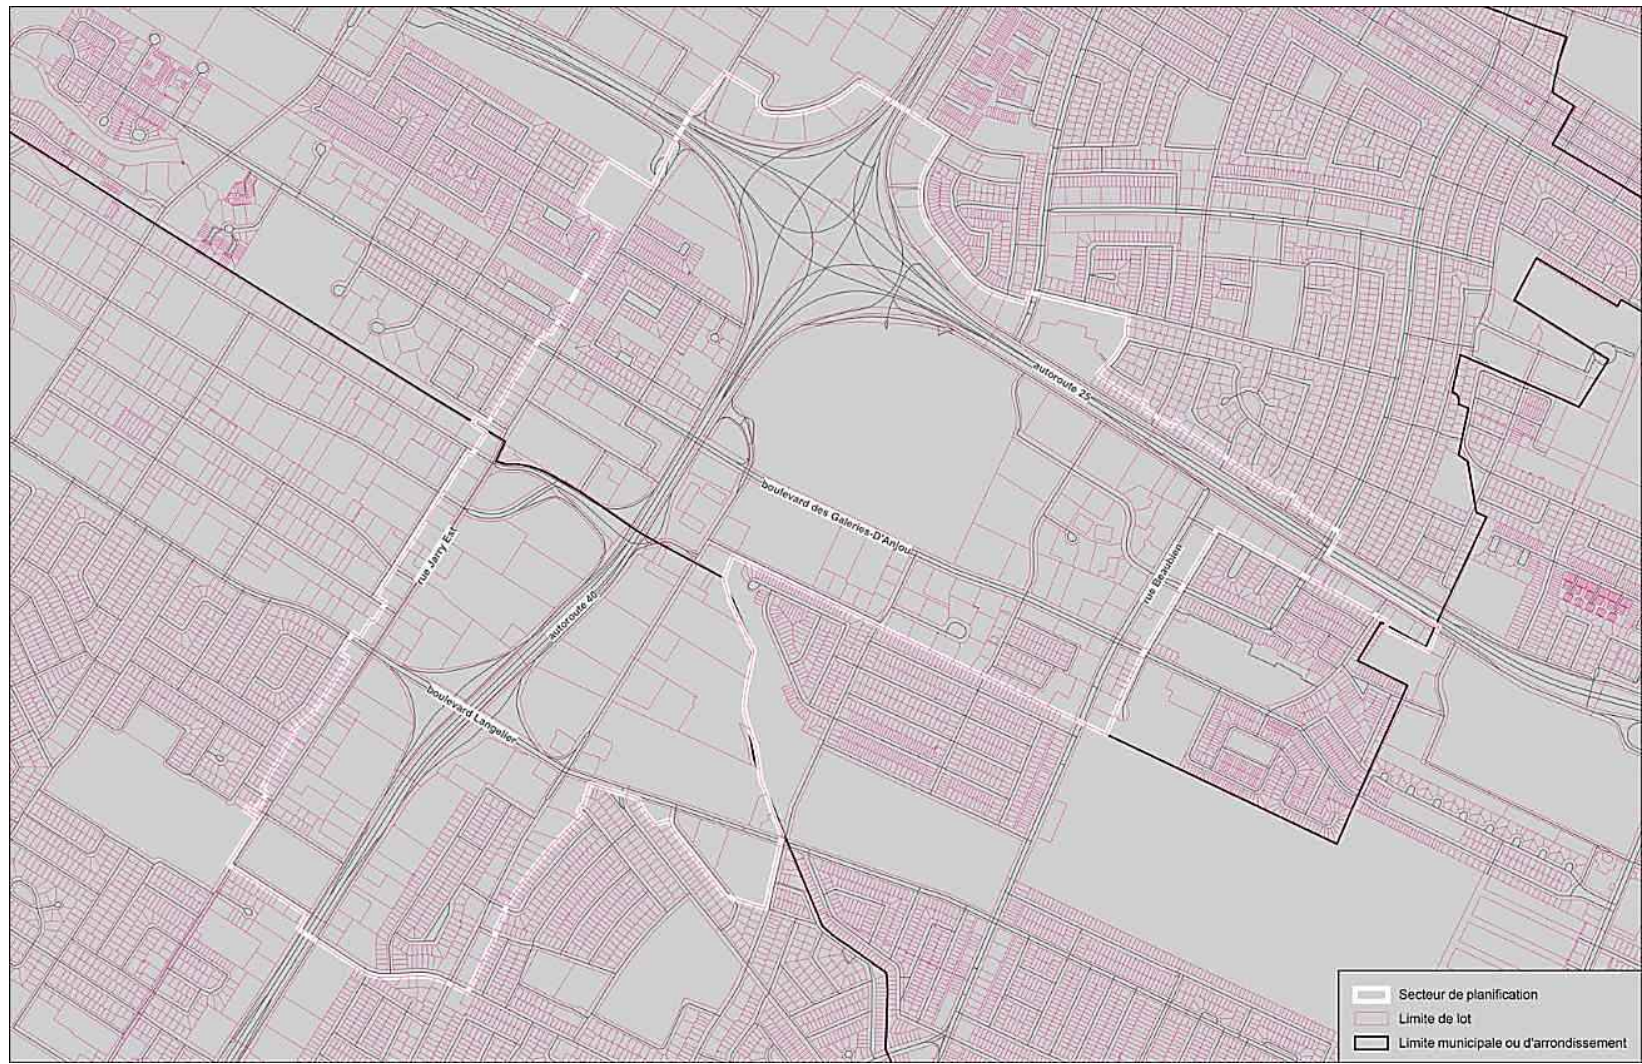 autoroute 25
boulevard des Galeries-D'Anjou
rue Jarry Est
rue Beaubien
autoroute 40
boulevard Langelier
Secteur de planification
Limite de lot
Limite municipale ou d'arrondissement